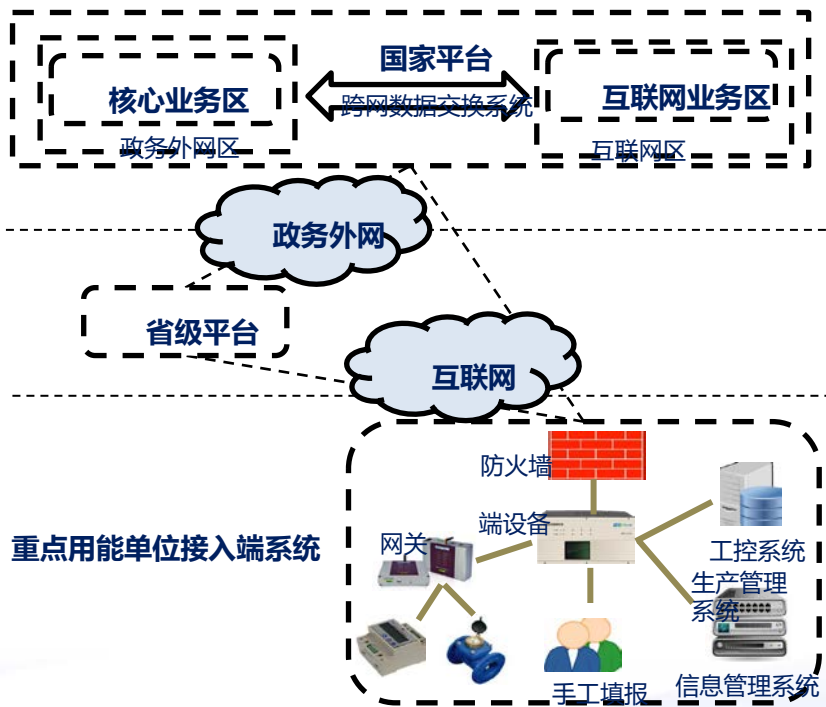 国家平台
核心业务区
跨网数据交换系统
互联网业务区
政务外网区
互联网区
政务外网
省级平台
互联网
防火墙
端设备
网关
工控系统
重点用能单位接入端系统
生产管理
系统
手工填报
信息管理系统